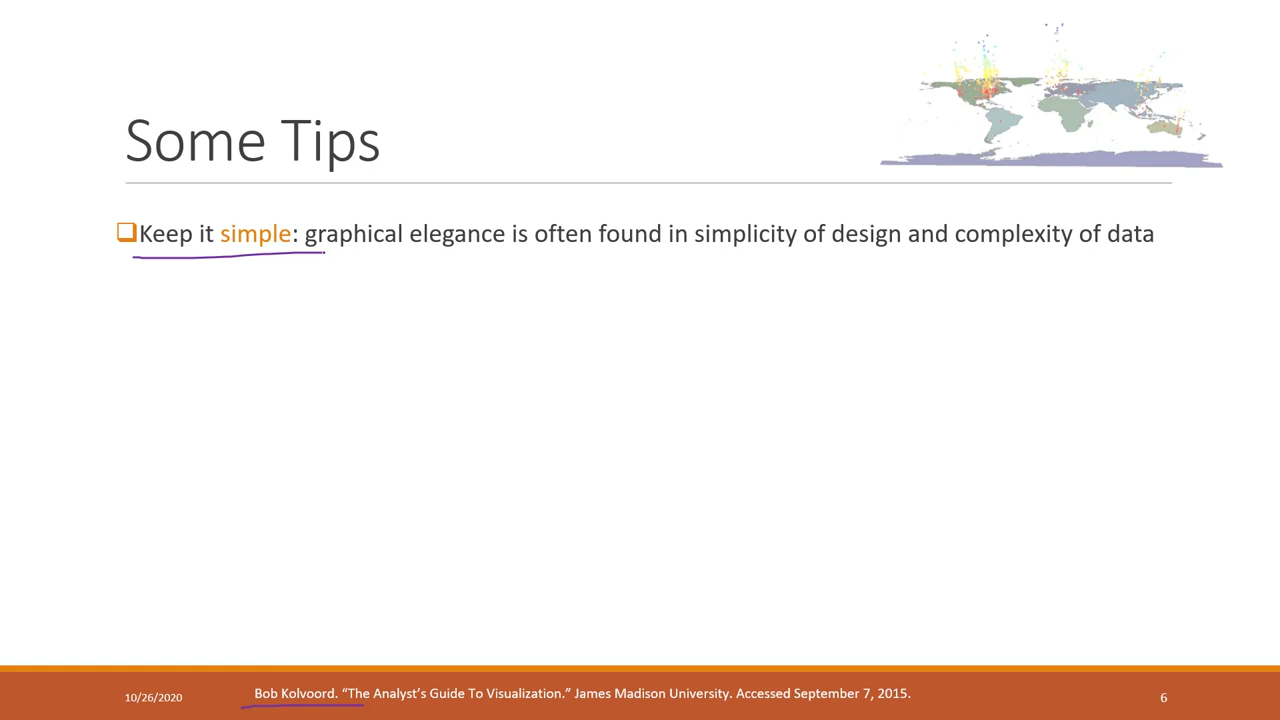 Some Tips
Keep it simple: graphical elegance is often found in simplicity of design and complexity of data
10/26/2020
Bob Kolvoord. “The Analyst’s Guide To Visualization.” James Madison University. Accessed September 7, 2015.
6